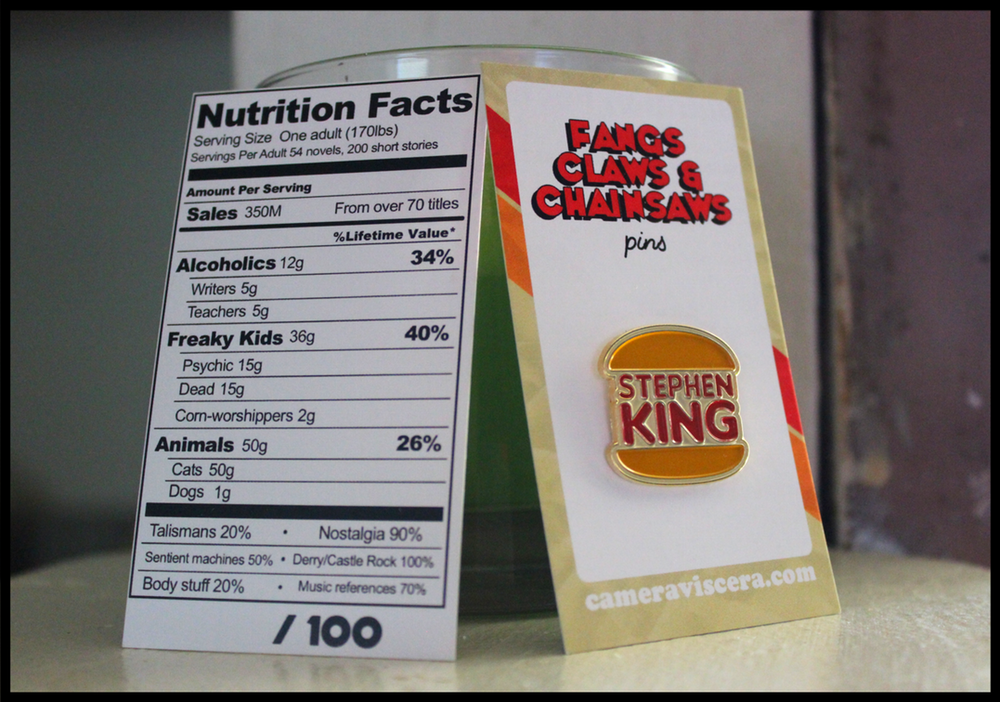 Nutrition Facts
Serving Size One adult (170lbs)
Servings Per Adult 54 novels, 200 short stories
Amount Per Serving
Sales 350M From over 70 titles
%Lifetime Value*
Alcoholics 12g 34%
Writers 5g
Teachers 5g
Freaky Kids 36g 40%
Psychic 15g
Dead 15g
Corn-worshippers 2g
Animals 50g 26%
Cats 50g
Dogs 1g
Talismans 20% • Nostalgia 90%
Sentient machines 50% • Derry/Castle Rock 100%
Body stuff 20% • Music references 70%
/ 100
FANGS
CLAWS &
CHAINSAWS
pins
STEPHEN
KING
cameraviscera.com